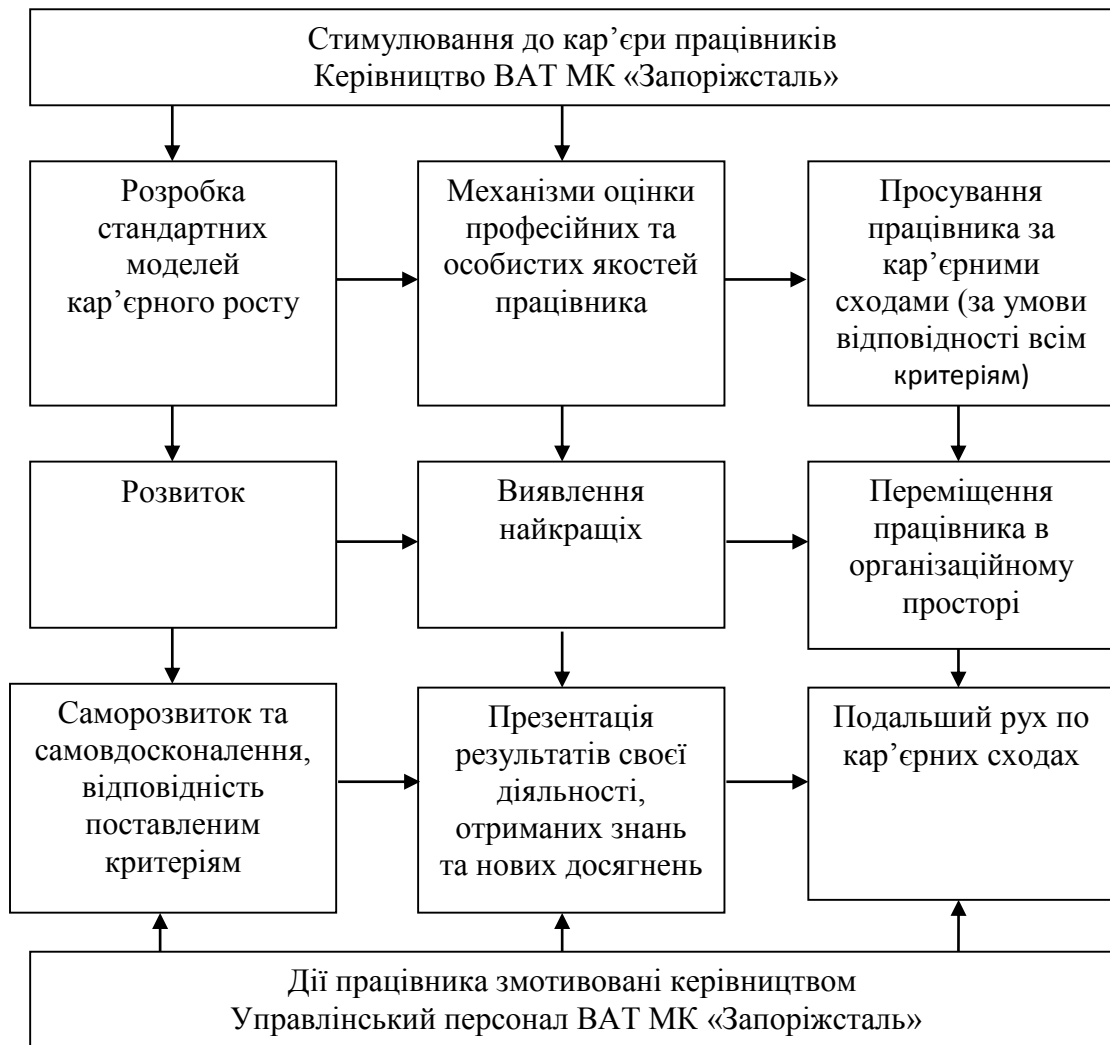 Стимулювання до кар’єри працівників
Керівництво ВАТ МК «Запоріжсталь»
Розробка
стандартних
моделей
кар’єрного росту
Механізми оцінки
професійних та
особистих якостей
працівника
Просування
працівника за
кар’єрними
сходами (за умови
відповідності всім
критеріям)
Розвиток
Виявлення
найкращіх
Переміщення
працівника в
організаційному
просторі
Саморозвиток та
самовдосконалення,
відповідність
поставленим
критеріям
Презентація
результатів своєї
діяльності,
отриманих знань
та нових досягнень
Подальший рух по
кар’єрних сходах
Дії працівника змотивовані керівництвом
Управлінський персонал ВАТ МК «Запоріжсталь»